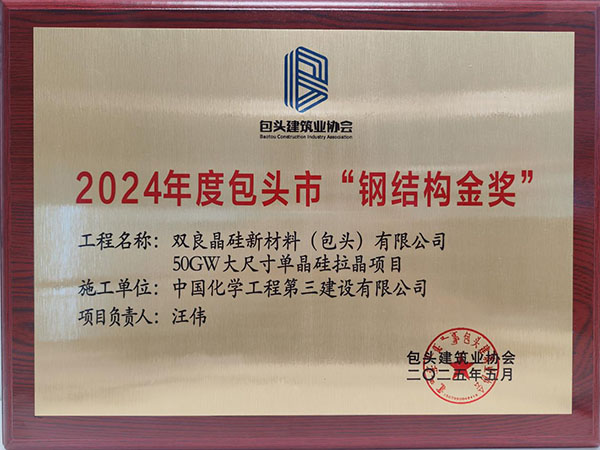 包头建筑业协会
Baotou Construction Industry Association
2024年度包头市“钢结构金奖”
工程名称：双良晶硅新材料（包头）有限公司
50GW大尺寸单晶硅拉晶项目
施工单位：中国化学工程第三建设有限公司
项目负责人：汪伟
包头建筑业协会
二〇二五年五月